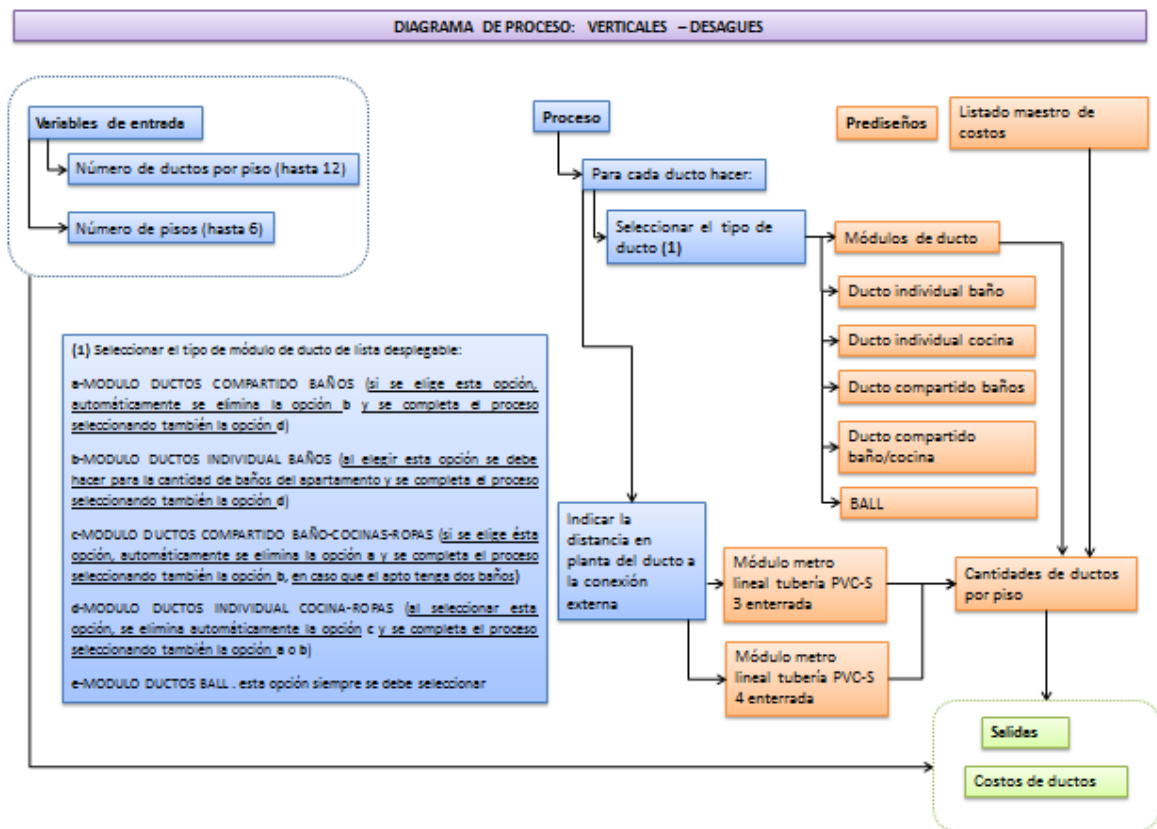 DIAGRAMA DE PROCESO: VERTICALES – DESAGUES
Variables de entrada
Número de ductos por piso (hasta 12)
Número de pisos (hasta 6)
Proceso
Para cada ducto hacer:
Seleccionar el tipo de
ducto (1)
Prediseños
Listado maestro de
costos
Módulos de ducto
Ducto individual baño
Ducto individual cocina
Ducto compartido baños
Ducto compartido
baño/cocina
BALL
(1) Seleccionar el tipo de módulo de ducto de lista desplegable:
a-MODULO DUCTOS COMPARTIDO BAÑOS (si se elige esta opción,
automáticamente se elimina la opción b y se completa el proceso
seleccionando también la opción d)
b-MODULO DUCTOS INDIVIDUAL BAÑOS (al elegir esta opción se debe
hacer para la cantidad de baños del apartamento y se completa el proceso
seleccionando también la opción d)
c-MODULO DUCTOS COMPARTIDO BAÑO-COCINAS-ROPAS (si se elige ésta
opción, automáticamente se elimina la opción a y se completa el proceso
seleccionando también la opción b, en caso que el apto tenga dos baños)
d-MODULO DUCTOS INDIVIDUAL COCINA-ROPAS (al seleccionar esta
opción, se elimina automáticamente la opción c y se completa el proceso
seleccionando también la opción a o b)
e-MODULO DUCTOS BALL . esta opción siempre se debe seleccionar
Indicar la
distancia en
planta del ducto a
la conexión
externa
Módulo metro
lineal tubería PVC-S
3 enterrada
Módulo metro
lineal tubería PVC-S
4 enterrada
Cantidades de ductos
por piso
Salidas
Costos de ductos